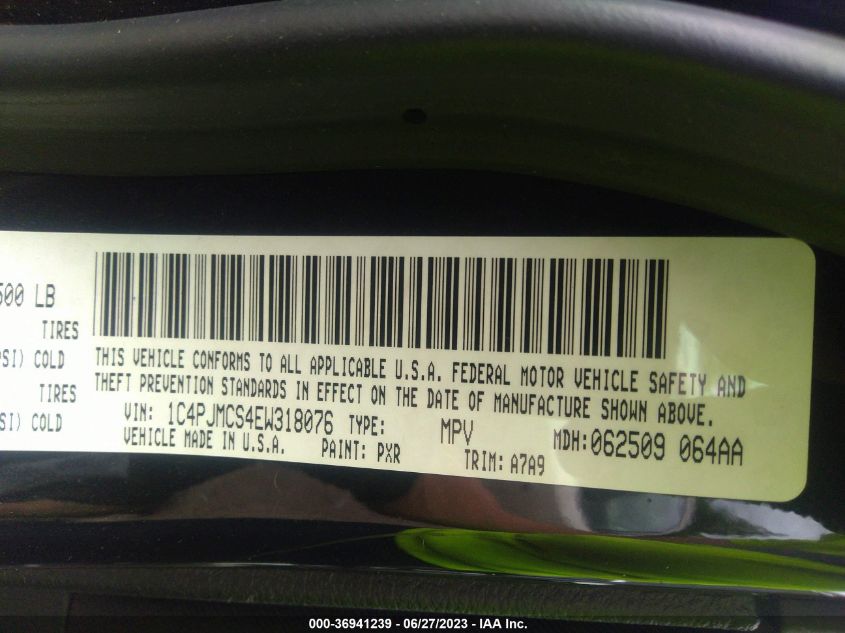 500 LB
TIRES
PSI) COLD
TIRES
SI) COLD
THIS VEHICLE CONFORMS TO ALL APPLICABLE U.S.A. FEDERAL MOTOR VEHICLE SAFETY AND
THEFT PREVENTION STANDARDS IN EFFECT ON THE DATE OF MANUFACTURE SHOWN ABOVE.
VIN: 1C4PJMCS4EW318076 TYPE: MPV MDH: 062509 064AA
VEHICLE MADE IN U.S.A. PAINT: PXR TRIM: A7A9
000-36941239 - 06/27/2023 - IAA Inc.